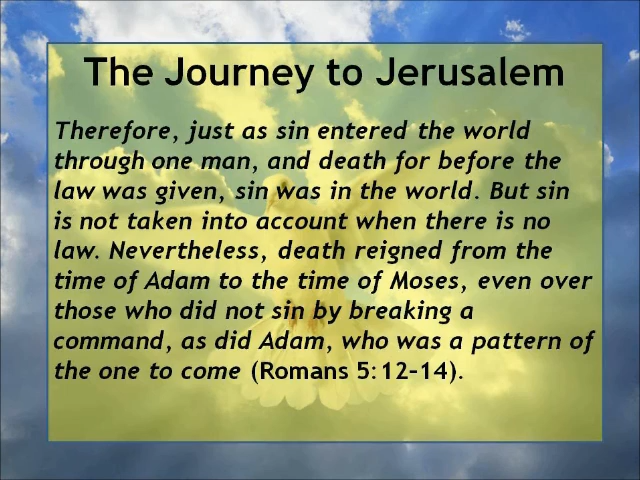 The Journey to Jerusalem
Therefore, just as sin entered the world
through one man, and death for before the
law was given, sin was in the world. But sin
is not taken into account when there is no
law. Nevertheless, death reigned from the
time of Adam to the time of Moses, even over
those who did not sin by breaking a
command, as did Adam, who was a pattern of
the one to come (Romans 5:12–14).